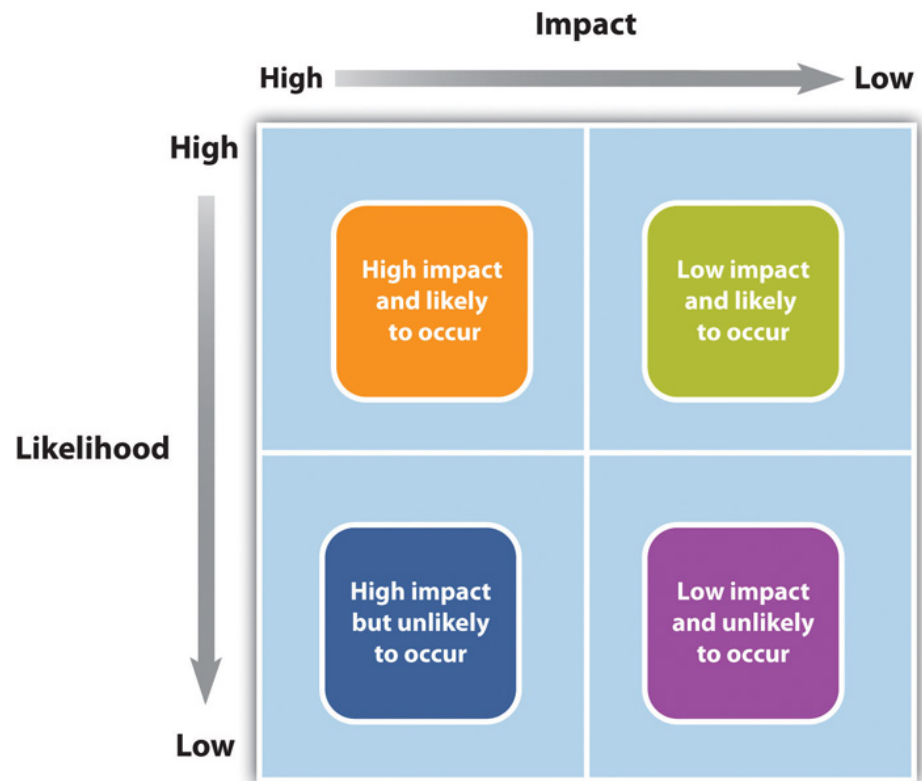 Impact
High
Low
High
High impact
and likely
to occur
Low impact
and likely
to occur
Likelihood
High impact
but unlikely
to occur
Low impact
and unlikely
to occur
Low